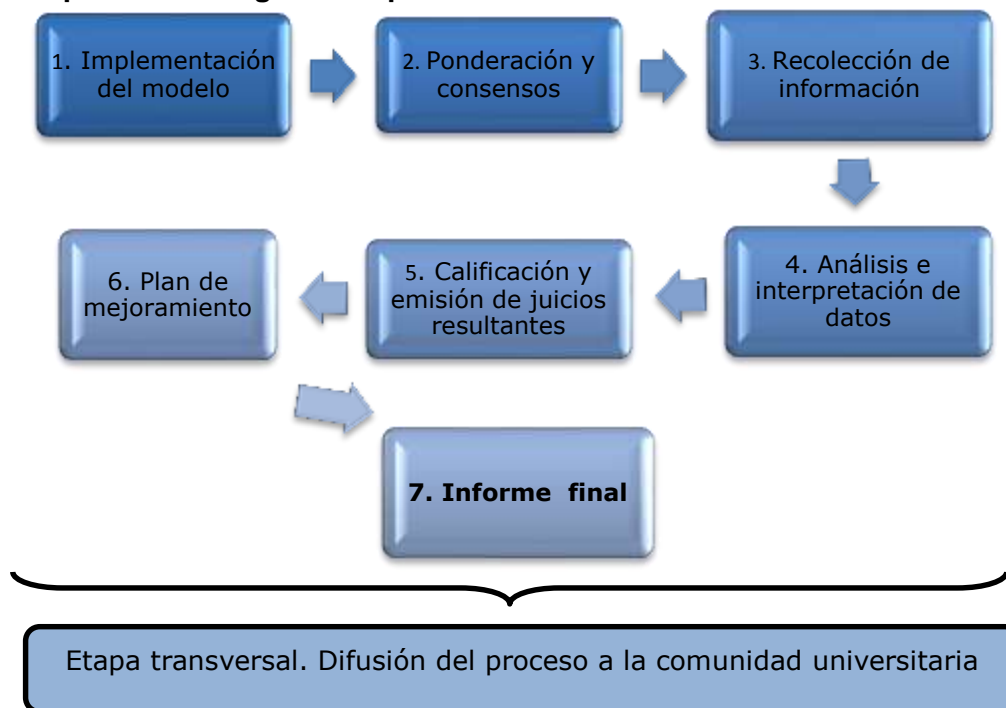 1. Implementación
del modelo
2. Ponderación y
consensos
3. Recolección de
información
4. Análisis e
interpretación de
datos
5. Calificación y
emisión de juicios
resultantes
6. Plan de
mejoramiento
7. Informe final
Etapa transversal. Difusión del proceso a la comunidad universitaria